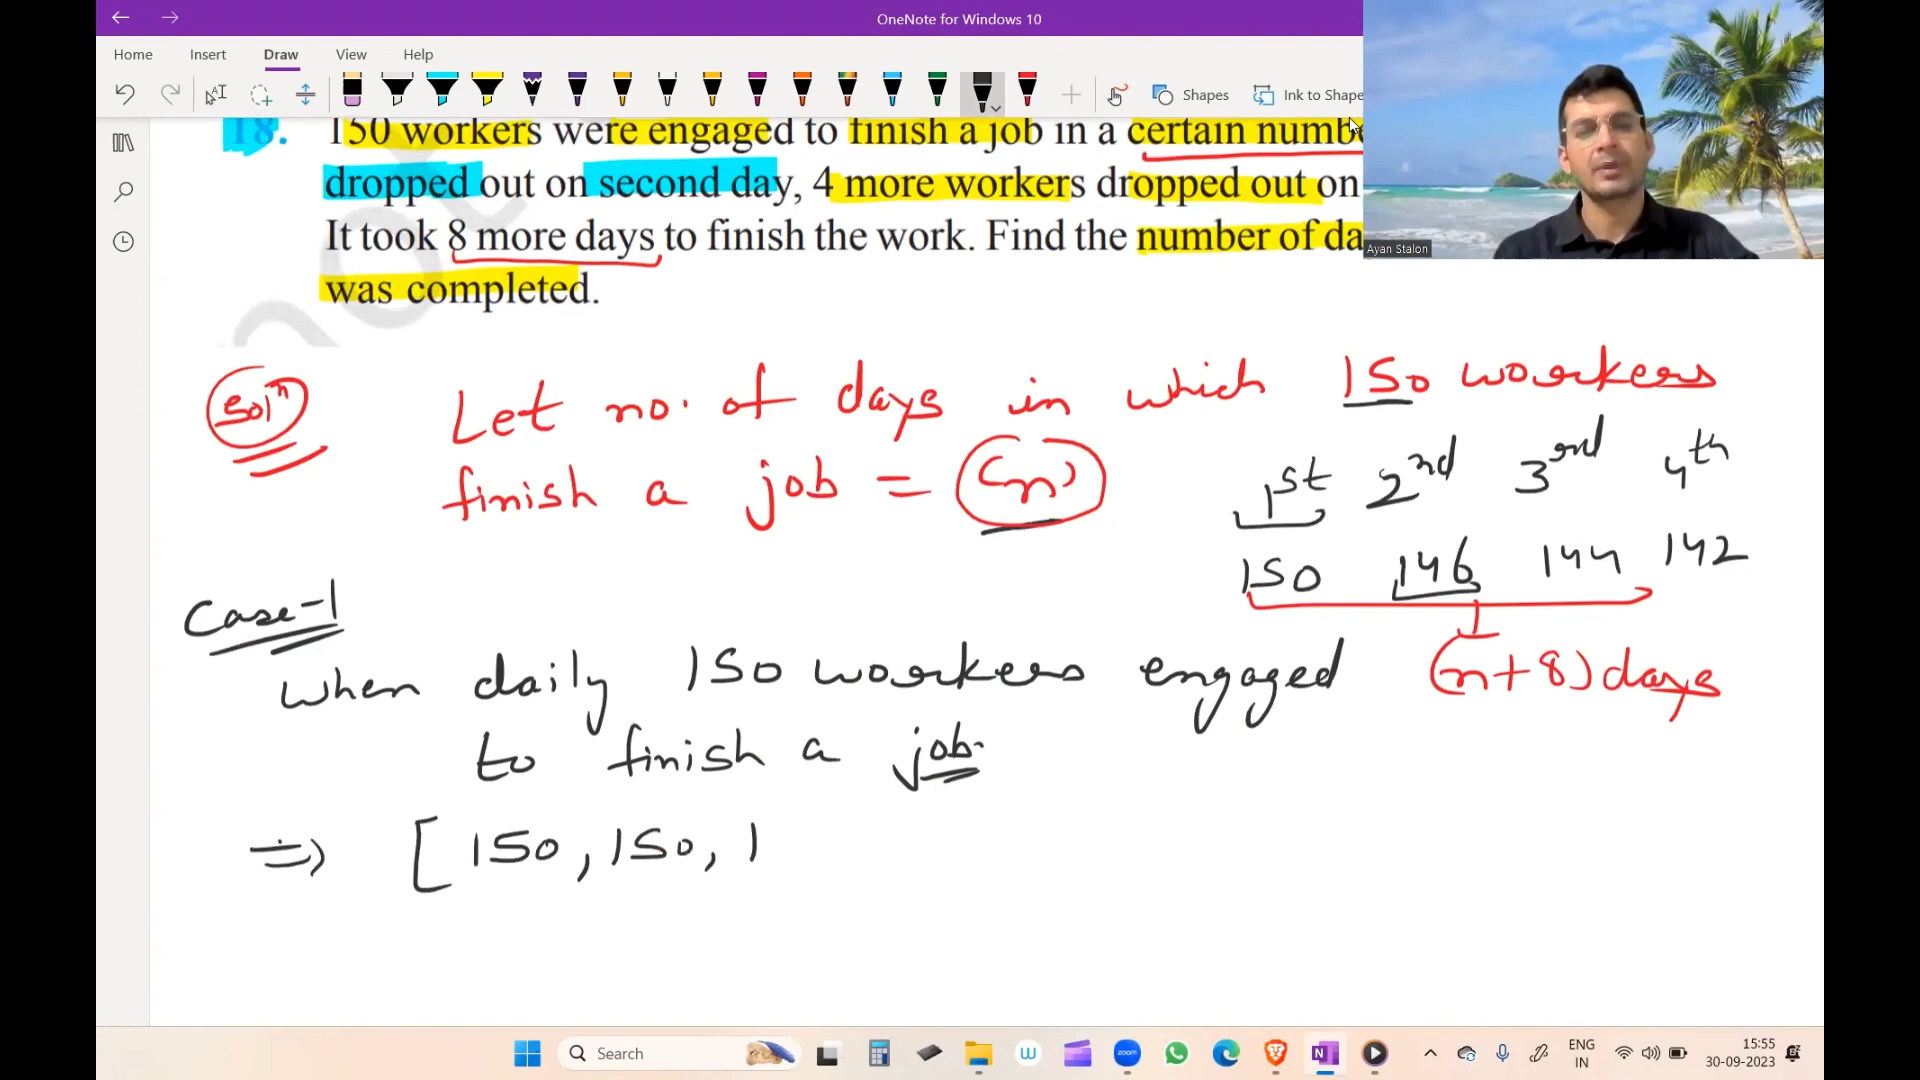 OneNote for Windows 10
Home Insert Draw View Help
Shapes Ink to Shape
18. 150 workers were engaged to finish a job in a certain numbe
dropped out on second day, 4 more workers dropped out on
It took 8 more days to finish the work. Find the number of da
was completed.
Ayan Stalon
Solⁿ Let no. of days in which 150 workers
finish a job = 'n'
1st 2nd 3rd 4th
150 146 144 142
(n+8) days
Case-1
when daily 150 workers engaged
to finish a job.
⇒ [150, 150, 1
Search
zoom
ENG
IN
15:55
30-09-2023